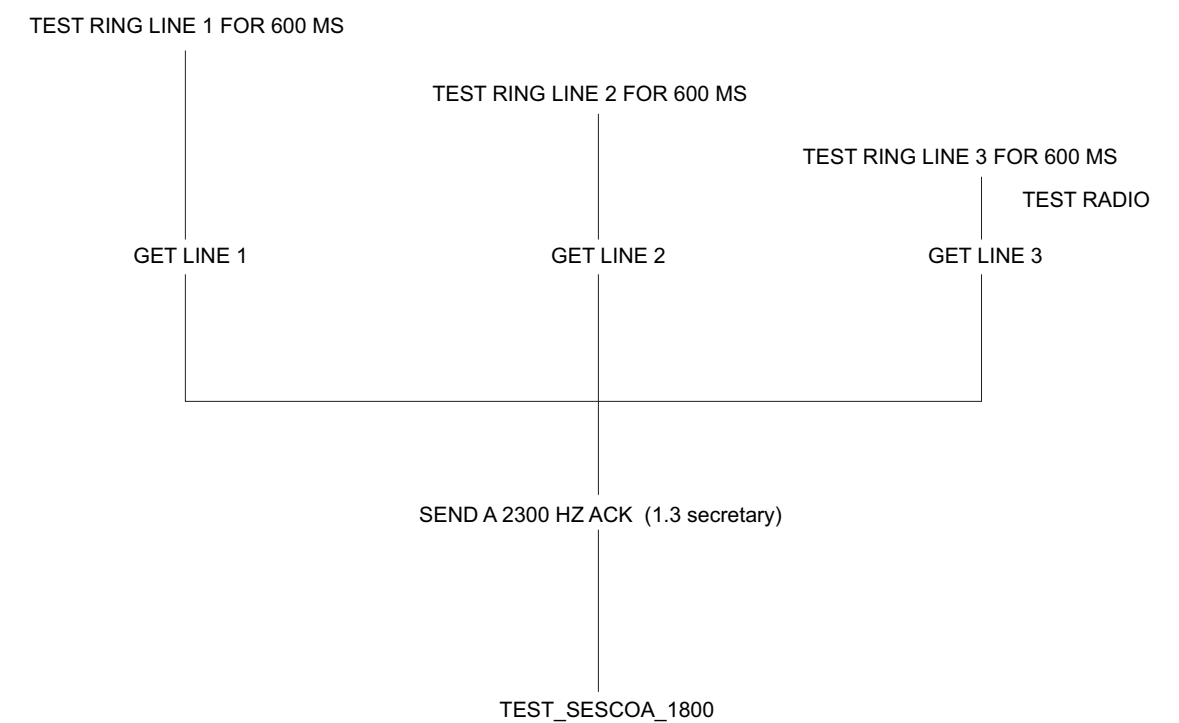 TEST RING LINE 1 FOR 600 MS
TEST RING LINE 2 FOR 600 MS
TEST RING LINE 3 FOR 600 MS
TEST RADIO
GET LINE 1
GET LINE 2
GET LINE 3
SEND A 2300 HZ ACK (1.3 secretary)
TEST_SESCOA_1800